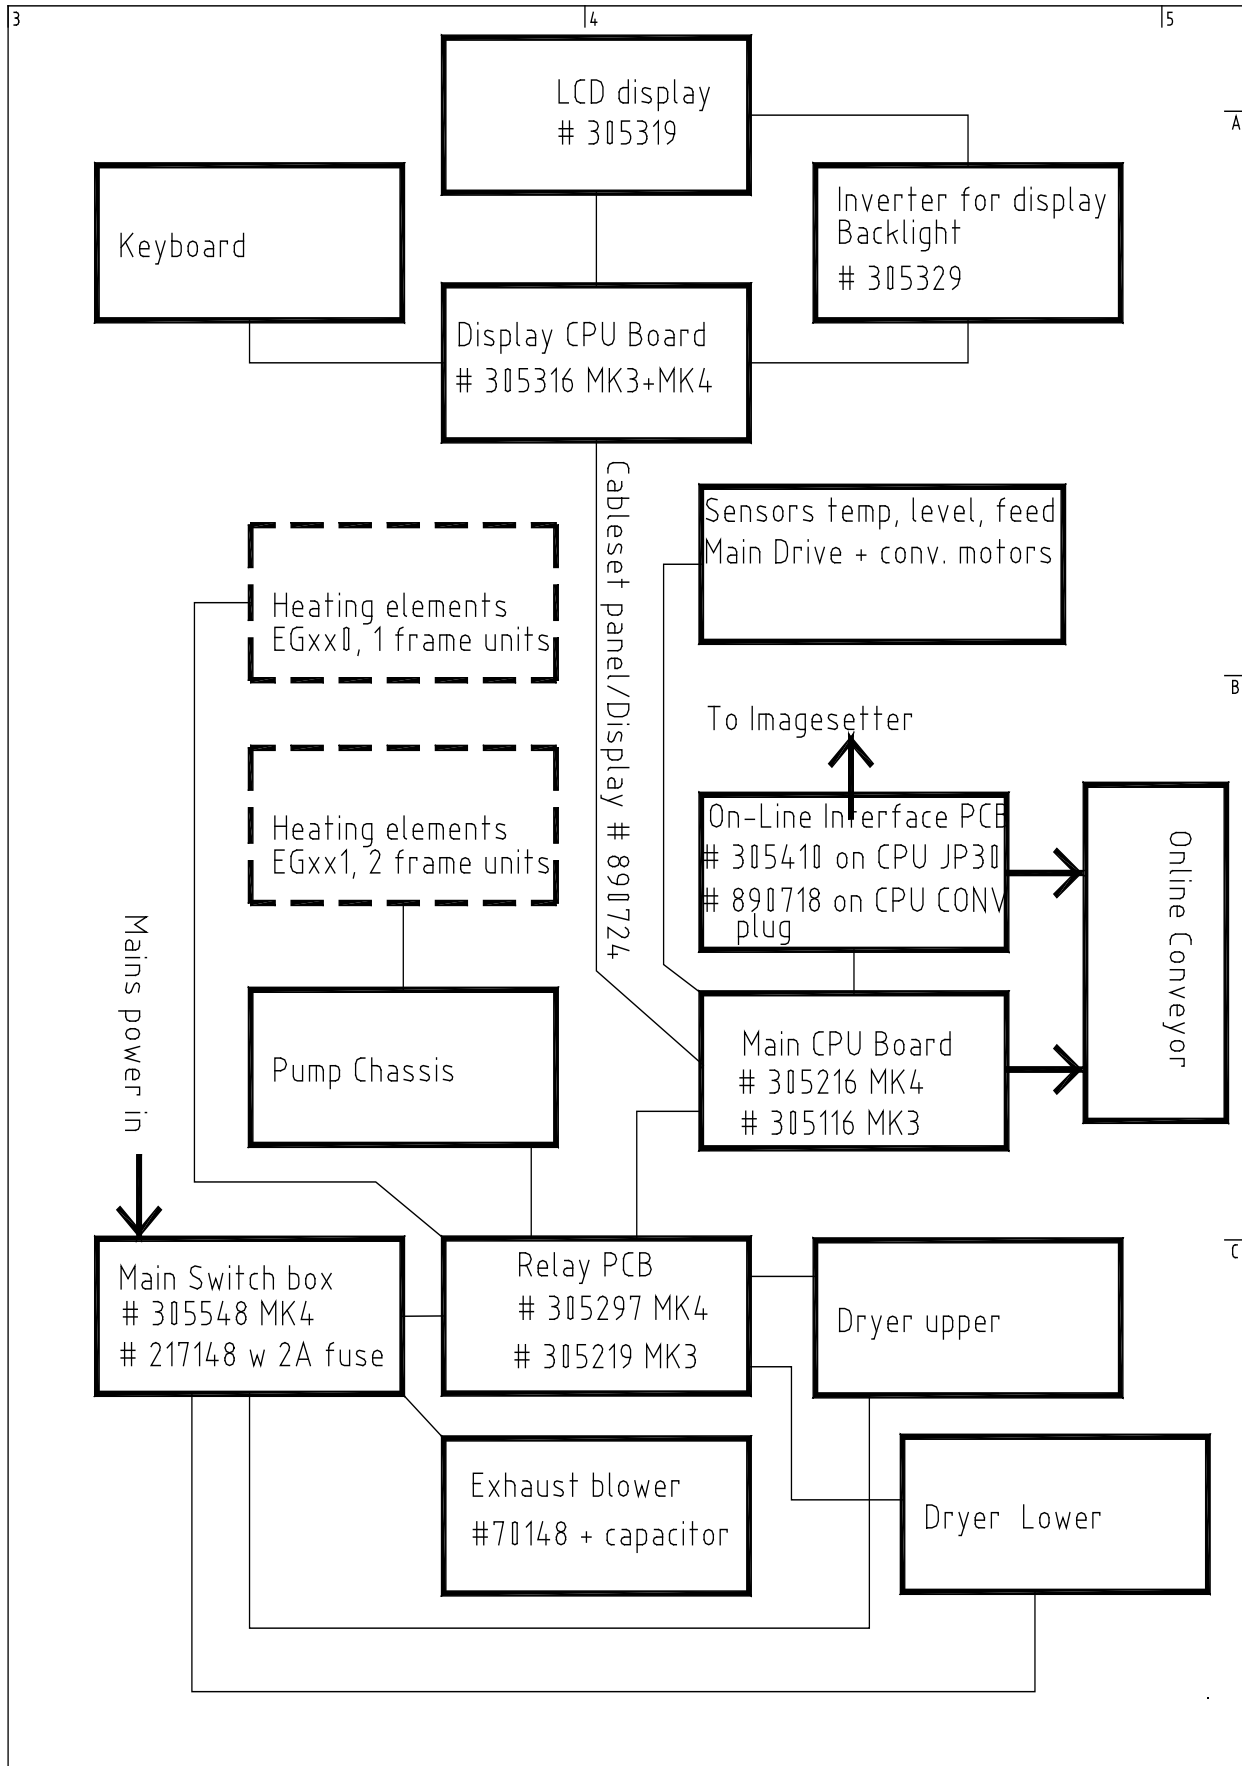 3
4
5
A
LCD display
# 305319
Keyboard
Inverter for display
Backlight
# 305329
Display CPU Board
# 305316 MK3+MK4
Cableset panel/Display # 890724
Sensors temp, level, feed
Main Drive + conv. motors
Heating elements
EGxx0, 1 frame units
B
To Imagesetter
Heating elements
EGxx1, 2 frame units
On-Line Interface PCB
# 305410 on CPU JP30
# 890718 on CPU CONV
plug
Online Conveyor
Mains power in
Pump Chassis
Main CPU Board
# 305216 MK4
# 305116 MK3
C
Main Switch box
# 305548 MK4
# 217148 w 2A fuse
Relay PCB
# 305297 MK4
# 305219 MK3
Dryer upper
Exhaust blower
#70148 + capacitor
Dryer Lower